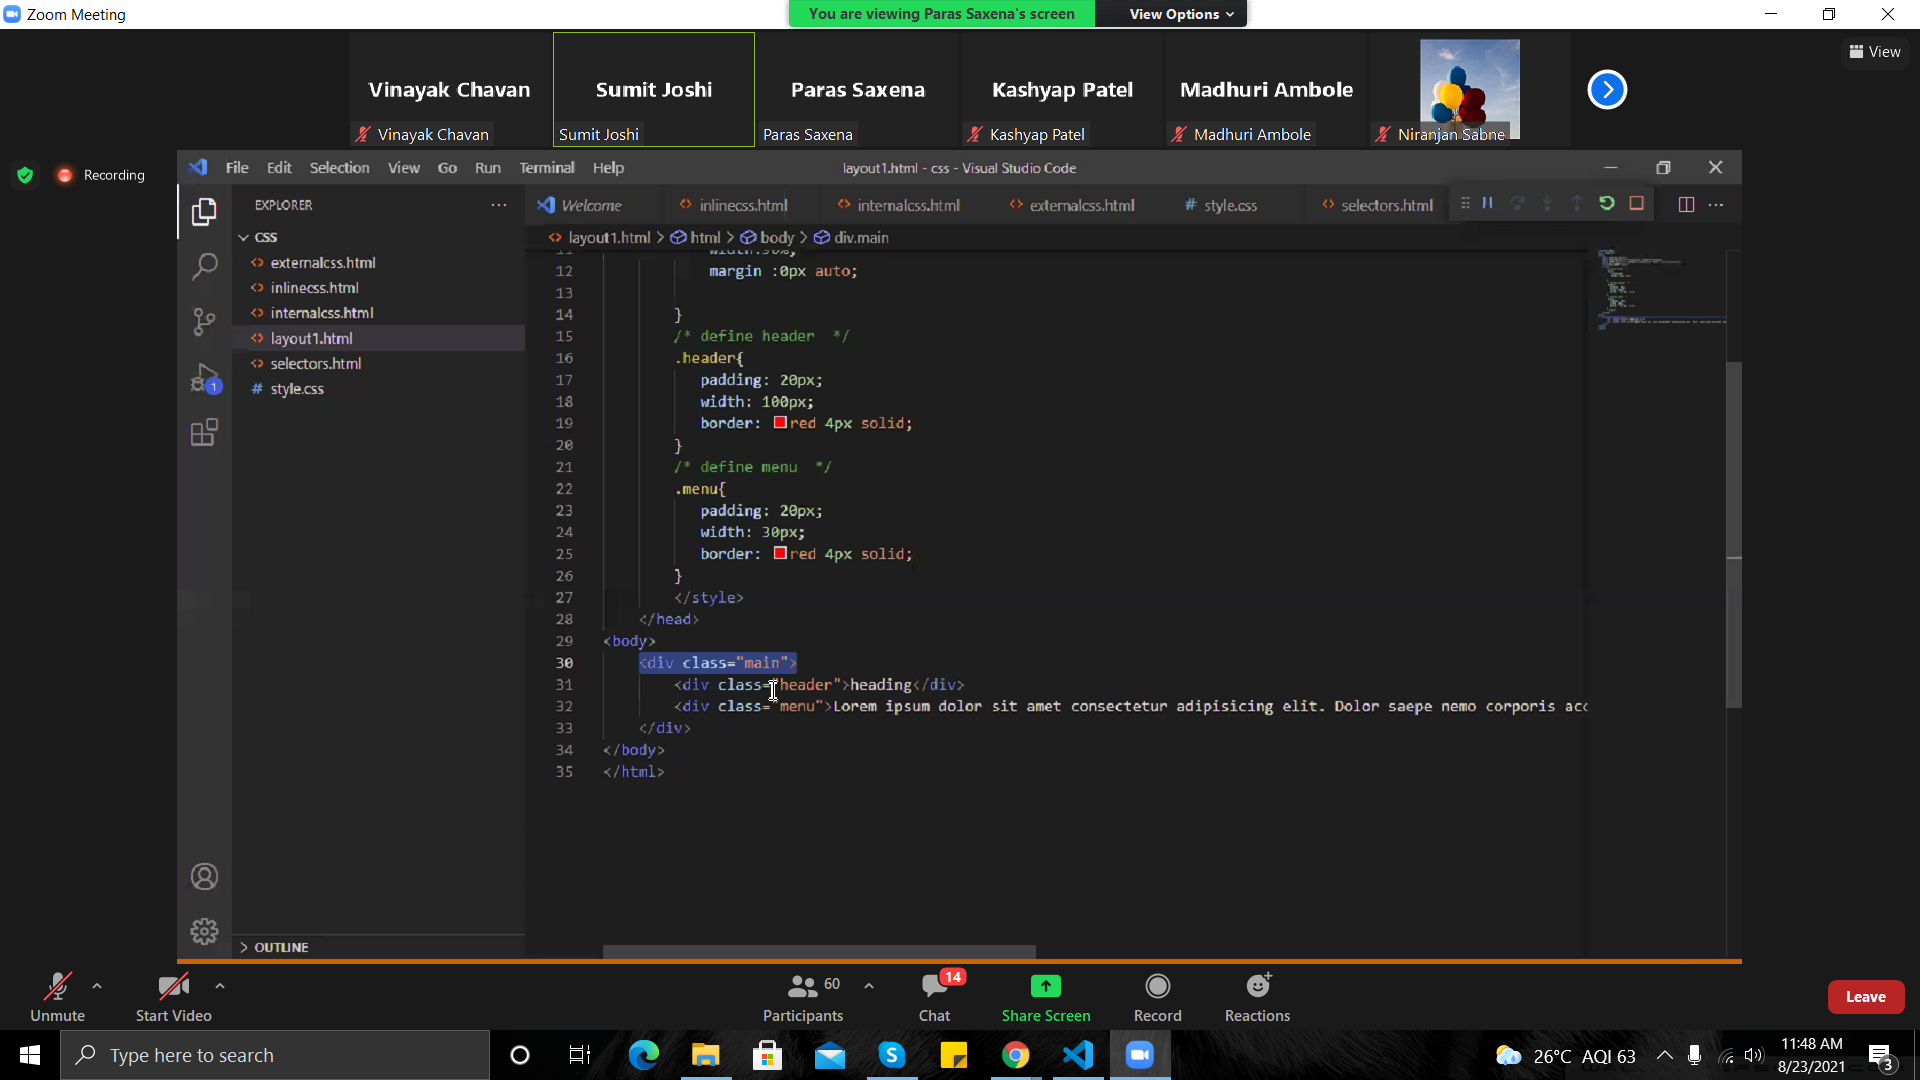 Zoom Meeting
You are viewing Paras Saxena's screen
View Options
View
Vinayak Chavan
Sumit Joshi
Paras Saxena
Kashyap Patel
Madhuri Ambole
Vinayak Chavan
Sumit Joshi
Paras Saxena
Kashyap Patel
Madhuri Ambole
Niranjan Sabne
Recording
File Edit Selection View Go Run Terminal Help
layout1.html - css - Visual Studio Code
EXPLORER
Welcome
inlinecss.html
internalcss.html
externalcss.html
# style.css
selectors.html
CSS
externalcss.html
inlinecss.html
internalcss.html
layout1.html
selectors.html
# style.css
1
OUTLINE
layout1.html > html > body > div.main
11 width:90%;
12 margin :0px auto;
13
14 }
15 /* define header */
16 .header{
17 padding: 20px;
18 width: 100px;
19 border: red 4px solid;
20 }
21 /* define menu */
22 .menu{
23 padding: 20px;
24 width: 30px;
25 border: red 4px solid;
26 }
27 </style>
28 </head>
29 <body>
30 <div class="main">
31 <div class="header">heading</div>
32 <div class="menu">Lorem ipsum dolor sit amet consectetur adipisicing elit. Dolor saepe nemo corporis acc
33 </div>
34 </body>
35 </html>
Unmute
Start Video
60
Participants
14
Chat
Share Screen
Record
Reactions
Leave
Type here to search
26°C AQI 63
11:48 AM
8/23/2021
3